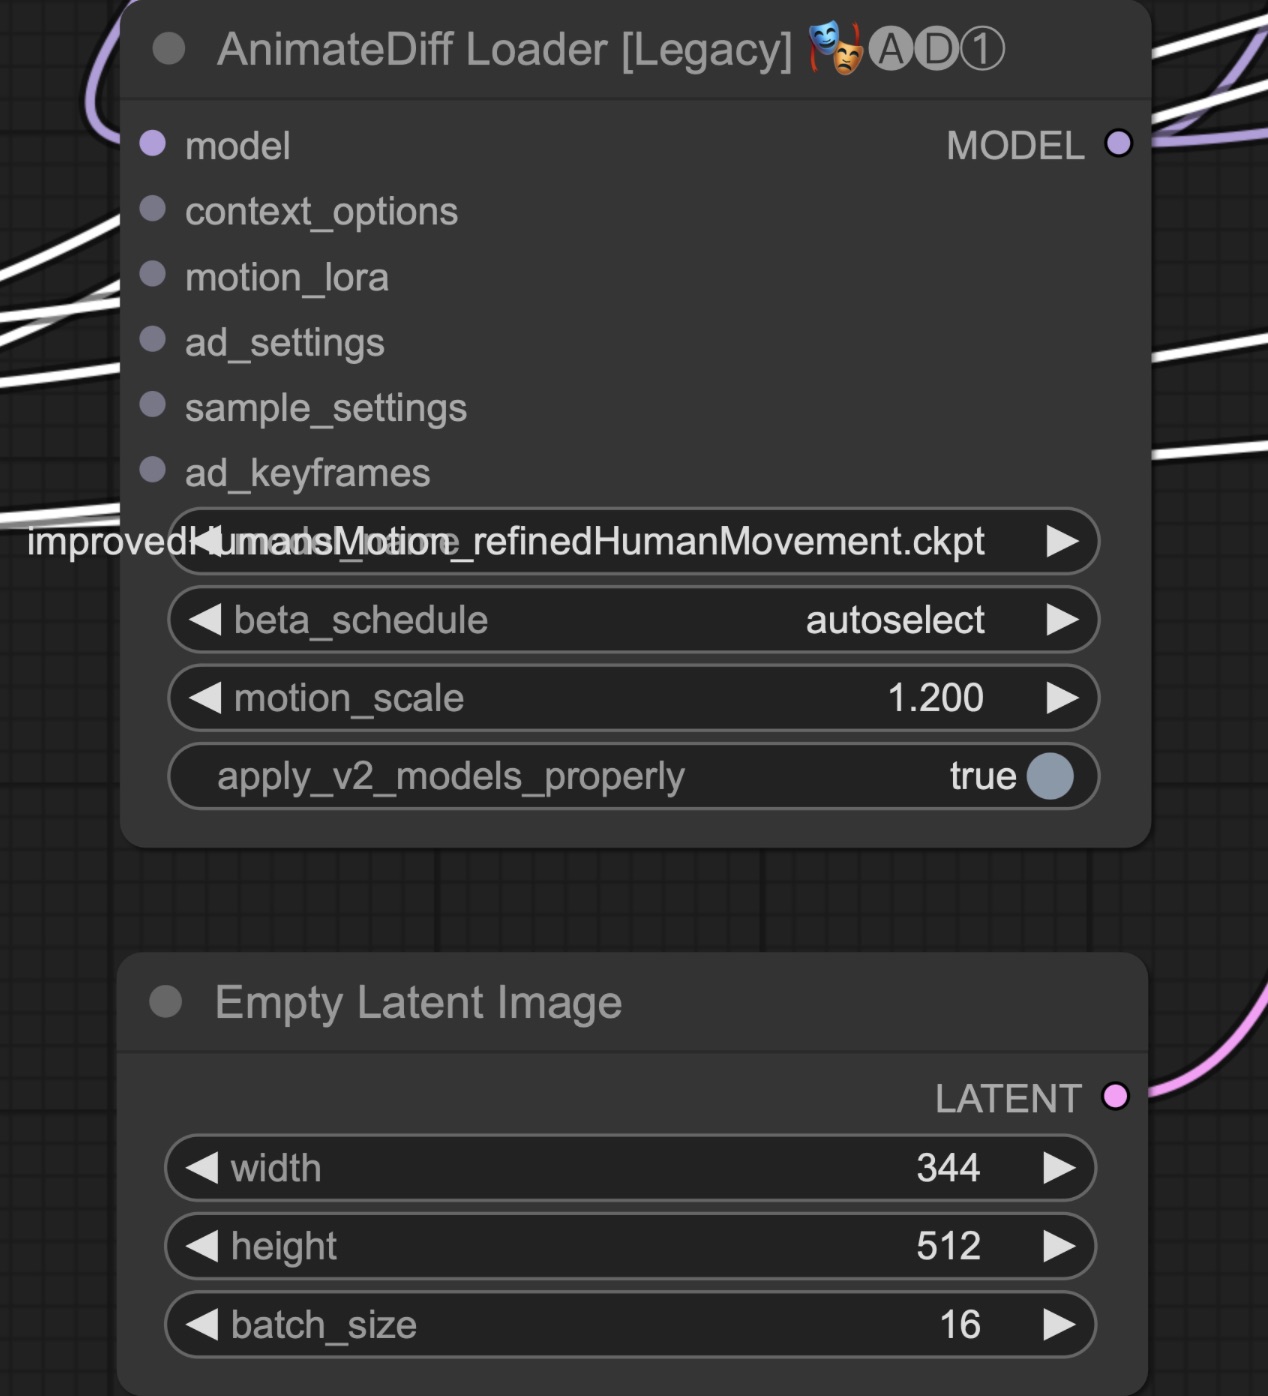 AnimateDiff Loader [Legacy] 🎭🅐🅓①
model MODEL
context_options
motion_lora
ad_settings
sample_settings
ad_keyframes
model_name improvedHumansMotion_refinedHumanMovement.ckpt
beta_schedule autoselect
motion_scale 1.200
apply_v2_models_properly true
Empty Latent Image
LATENT
width 344
height 512
batch_size 16